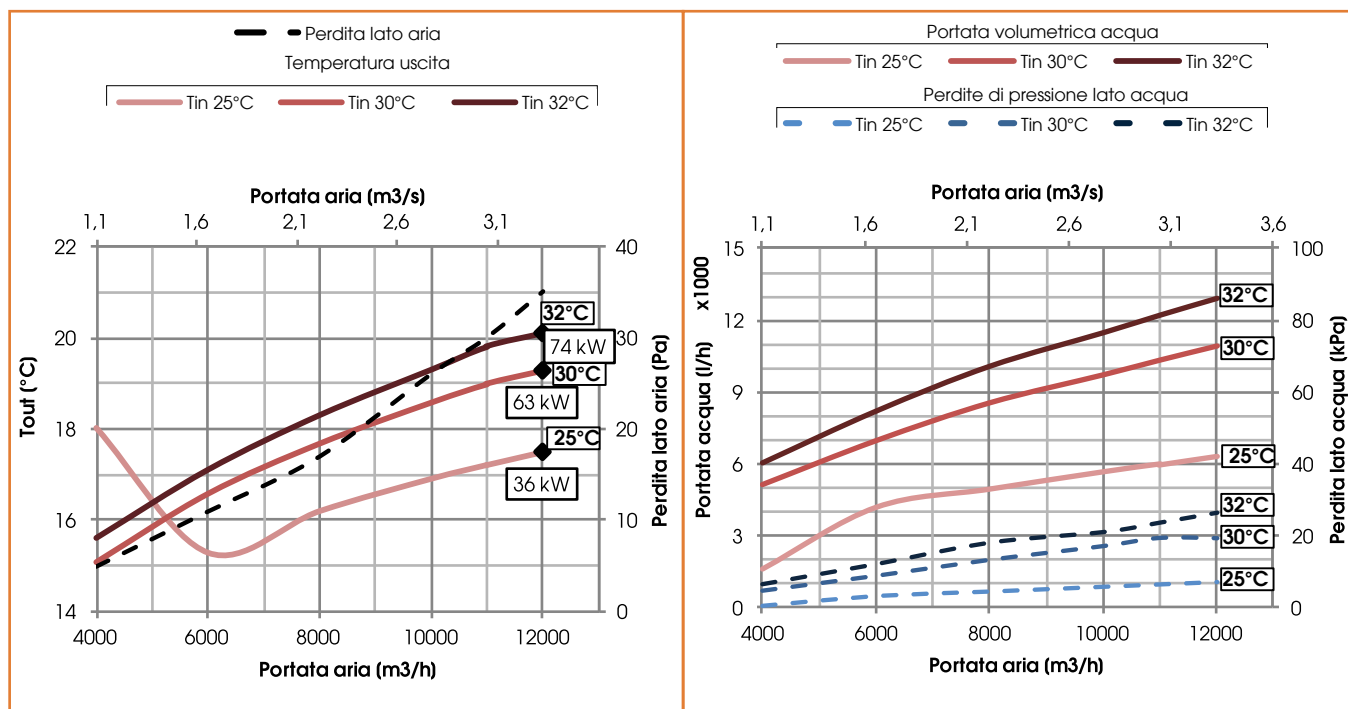 Perdita lato aria
Temperatura uscita
Tin 25°C Tin 30°C Tin 32°C
Portata aria (m3/s)
1,1 1,6 2,1 2,6 3,1
22 40
20 30
18 20
16 10
14 0
Tout (°C)
Perdita lato aria (Pa)
32°C
74 kW
30°C
63 kW
25°C
36 kW
4000 6000 8000 10000 12000
Portata aria (m3/h)
Portata volumetrica acqua
Tin 25°C Tin 30°C Tin 32°C
Perdite di pressione lato acqua
Tin 25°C Tin 30°C Tin 32°C
Portata aria (m3/s)
1,1 1,6 2,1 2,6 3,1 3,6
15 100
12 80
9 60
6 40
3 20
0 0
Portata acqua (l/h) x1000
Perdita lato acqua (kPa)
32°C
30°C
25°C
32°C
30°C
25°C
4000 6000 8000 10000 12000
Portata aria (m3/h)